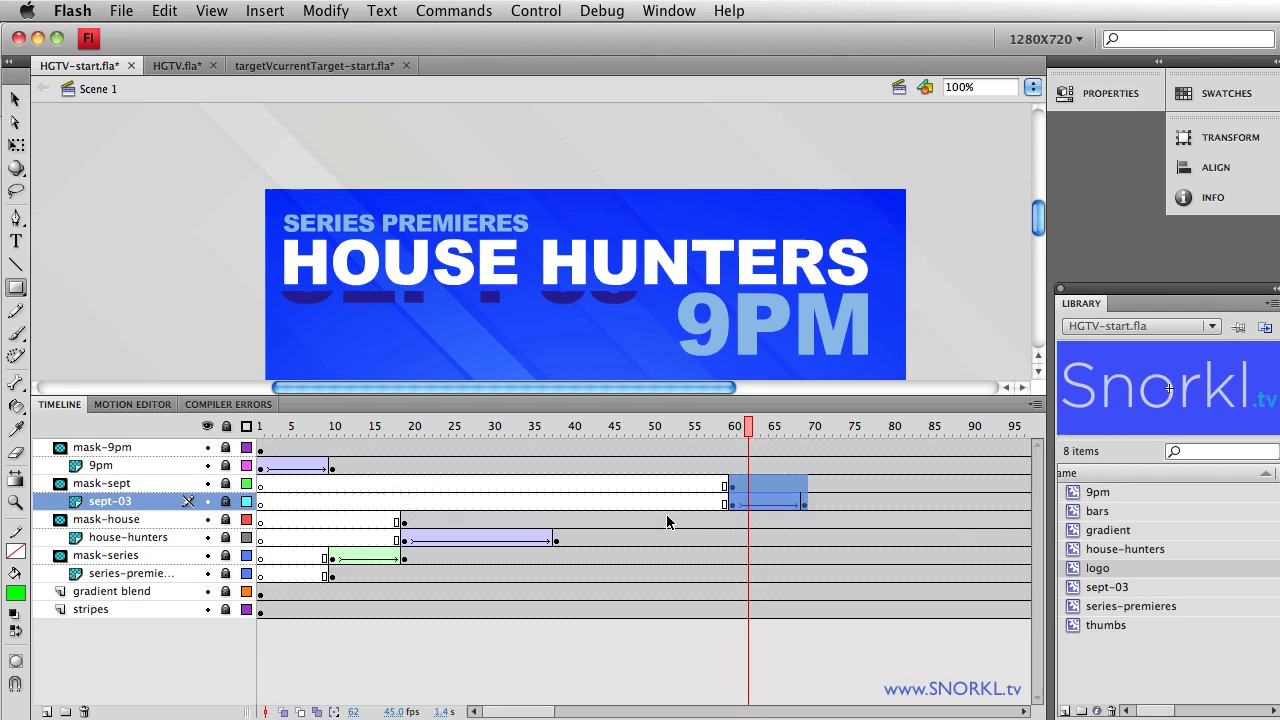 Flash File Edit View Insert Modify Text Commands Control Debug Window Help
Fl 1280X720
HGTV-start.fla* HGTV.fla* targetVcurrentTarget-start.fla*
Scene 1 100%
PROPERTIES SWATCHES
TRANSFORM
ALIGN
INFO
SERIES PREMIERES
HOUSE HUNTERS
9PM
LIBRARY
HGTV-start.fla
Snorkl.tv
8 items
ame
9pm
bars
gradient
house-hunters
logo
sept-03
series-premieres
thumbs
TIMELINE MOTION EDITOR COMPILER ERRORS
1 5 10 15 20 25 30 35 40 45 50 55 60 65 70 75 80 85 90 95
mask-9pm
9pm
mask-sept
sept-03
mask-house
house-hunters
mask-series
series-premie...
gradient blend
stripes
www.SNORKL.tv
62 45.0 fps 1.4 s